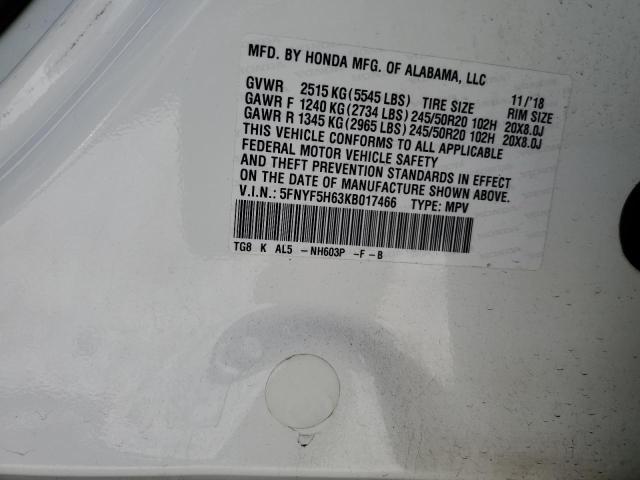 MFD. BY HONDA MFG. OF ALABAMA, LLC
11/'18
GVWR 2515 KG (5545 LBS) TIRE SIZE RIM SIZE
GAWR F 1240 KG (2734 LBS) 245/50R20 102H 20X8.0J
GAWR R 1345 KG (2965 LBS) 245/50R20 102H 20X8.0J
THIS VEHICLE CONFORMS TO ALL APPLICABLE
FEDERAL MOTOR VEHICLE SAFETY
AND THEFT PREVENTION STANDARDS IN EFFECT
ON THE DATE OF MANUFACTURE SHOWN ABOVE.
V.I.N.: 5FNYF5H63KB017466 TYPE: MPV
TG8 K AL5 -NH603P -F-B